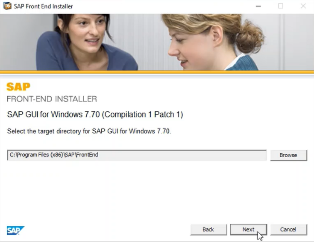 SAP Front End Installer
SAP
FRONT-END INSTALLER
SAP GUI for Windows 7.70 (Compilation 1 Patch 1)
Select the target directory for SAP GUI for Windows 7.70.
C:\Program Files (x86)\SAP\FrontEnd
Browse
SAP
Back
Next
Cancel